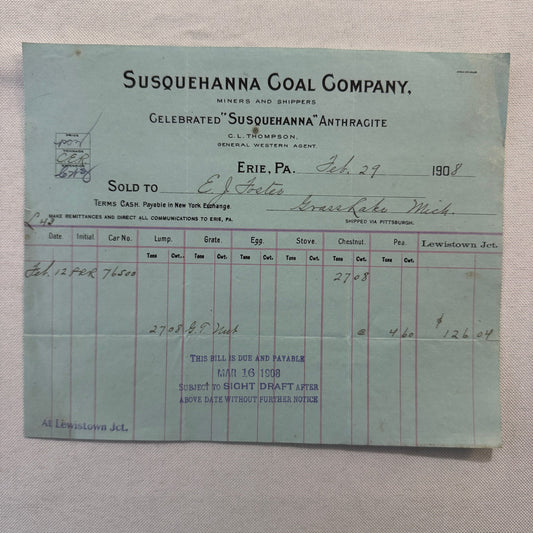 SUSQUEHANNA COAL COMPANY,
MINERS AND SHIPPERS
CELEBRATED "SUSQUEHANNA" ANTHRACITE
C. L. THOMPSON,
GENERAL WESTERN AGENT.
ERIE, PA. Feb. 29 1908
SOLD TO E. J. Foster
TERMS CASH. Payable in New York Exchange. Grass Lake Mich.
MAKE REMITTANCES AND DIRECT ALL COMMUNICATIONS TO ERIE, PA. SHIPPED VIA PITTSBURGH.
Date. Initial. Car No. Lump. Grate. Egg. Stove. Chestnut. Pea. Lewistown Jct.
Tons Cwt. Tons Cwt. Tons Cwt. Tons Cwt. Tons Cwt. Tons Cwt.
Feb. 12 PRR 76500 27 08
27 08 G.T. Nut @ 4 60 $126 04
THIS BILL IS DUE AND PAYABLE
MAR 16 1908
SUBJECT TO SIGHT DRAFT AFTER
ABOVE DATE WITHOUT FURTHER NOTICE
At Lewistown Jct.